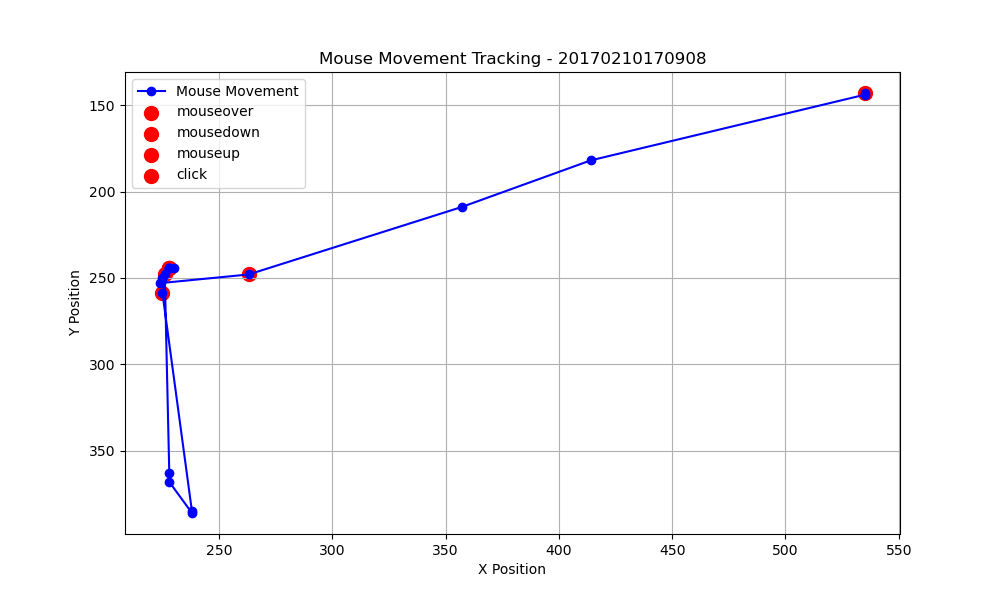 Mouse Movement Tracking - 20170210170908
Mouse Movement
mouseover
mousedown
mouseup
click
150
200
250
300
350
Y Position
250
300
350
400
450
500
550
X Position